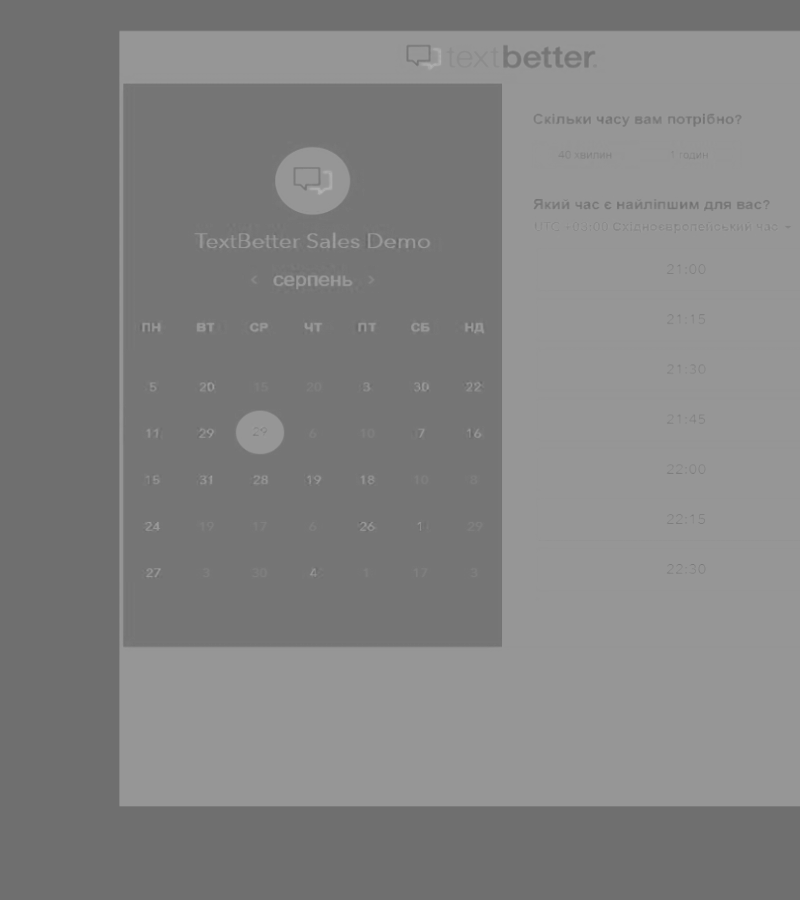 textbetter.
TextBetter Sales Demo
< серпень >
ПН ВТ СР ЧТ ПТ СБ НД
5 20 15 20 3 30 22
11 29 29 6 10 7 16
15 31 28 19 18 10 8
24 19 17 6 26 1 29
27 3 30 4 1 17 3
Скільки часу вам потрібно?
40 хвилин 1 годин
Який час є найліпшим для вас?
UTC +03:00 Східноєвропейський час
21:00
21:15
21:30
21:45
22:00
22:15
22:30